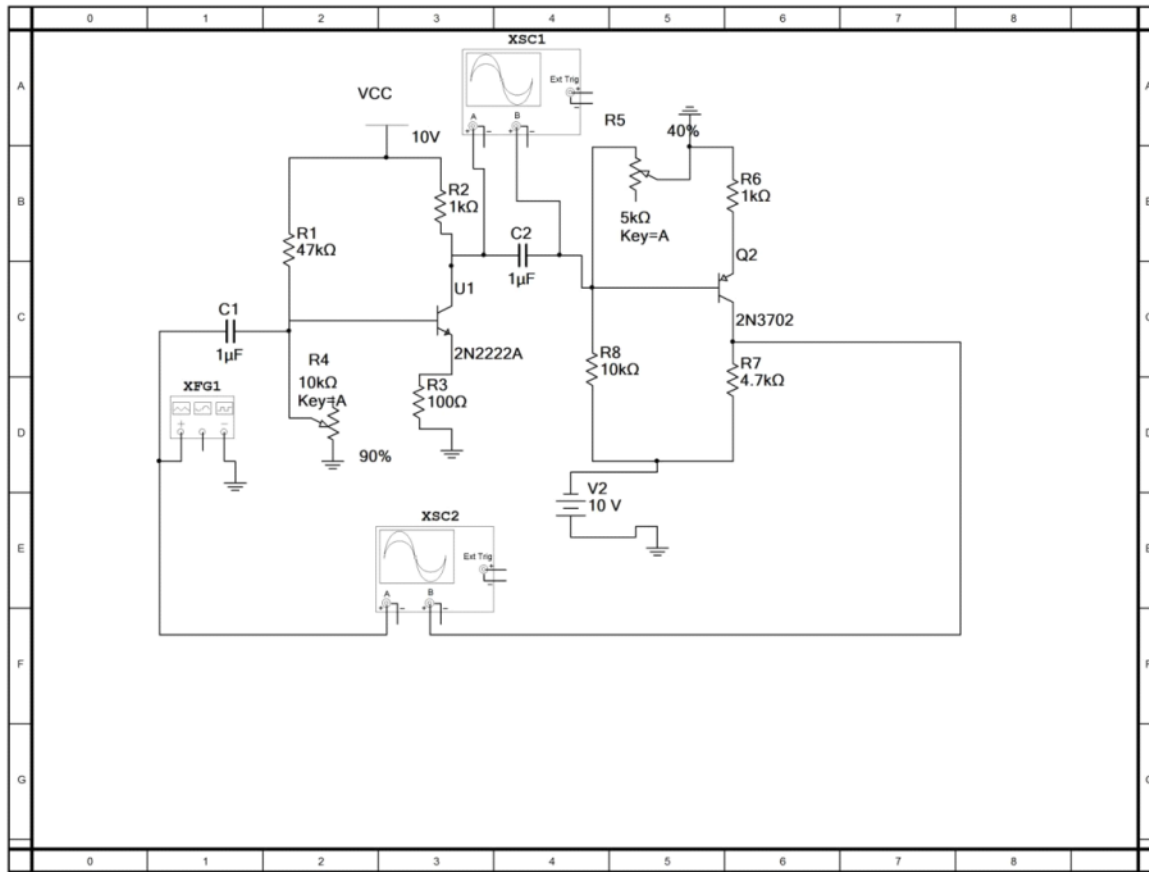 0 1 2 3 4 5 6 7 8
XSC1
A
A
Ext Trig
VCC
A
B
R5
10V
40%
R2
1kΩ
R6
1kΩ
B
B
R1
47kΩ
C2
1µF
5kΩ
Key=A
Q2
U1
C1
1µF
2N2222A
2N3702
C
C
R4
10kΩ
Key=A
R8
10kΩ
R7
4.7kΩ
XFG1
R3
100Ω
D
D
90%
V2
10 V
XSC2
E
E
Ext Trig
A
B
F
F
G
G
0 1 2 3 4 5 6 7 8